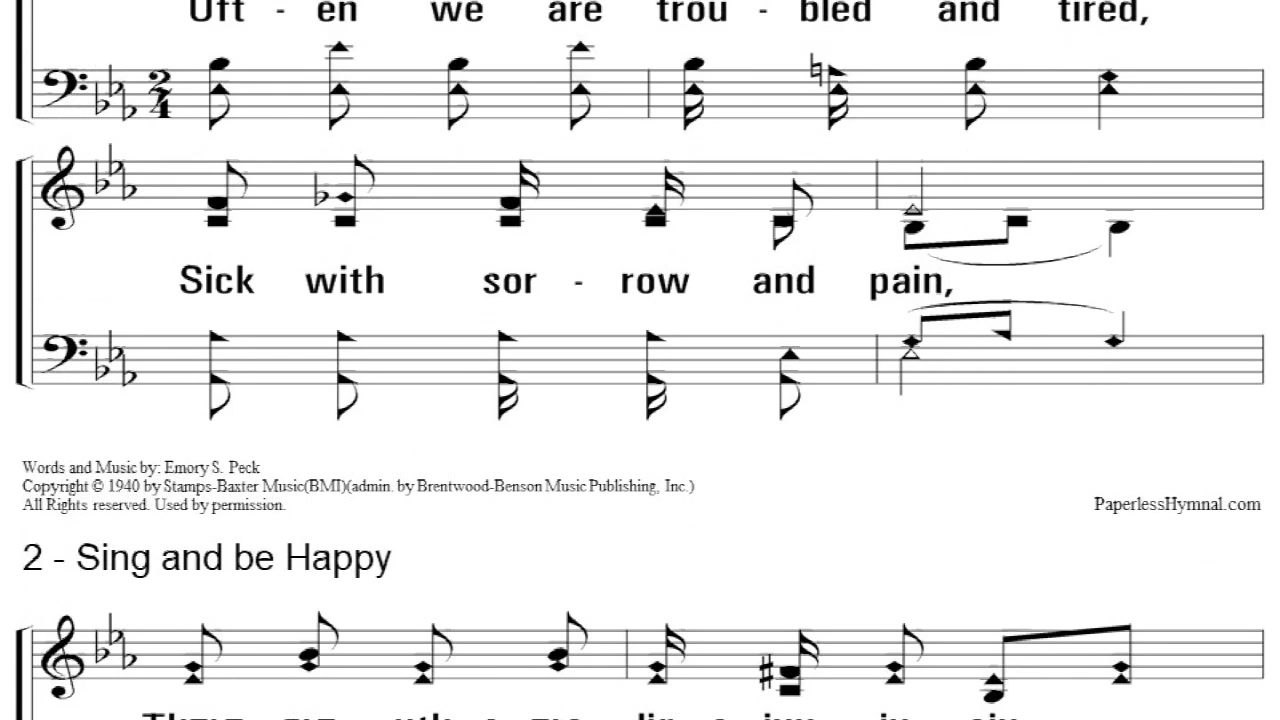 Oft - en we are trou - bled and tired,
2
4
Sick with sor - row and pain,
Words and Music by: Emory S. Peck
Copyright © 1940 by Stamps-Baxter Music(BMI)(admin. by Brentwood-Benson Music Publishing, Inc.)
All Rights reserved. Used by permission.
PaperlessHymnal.com
2 - Sing and be Happy